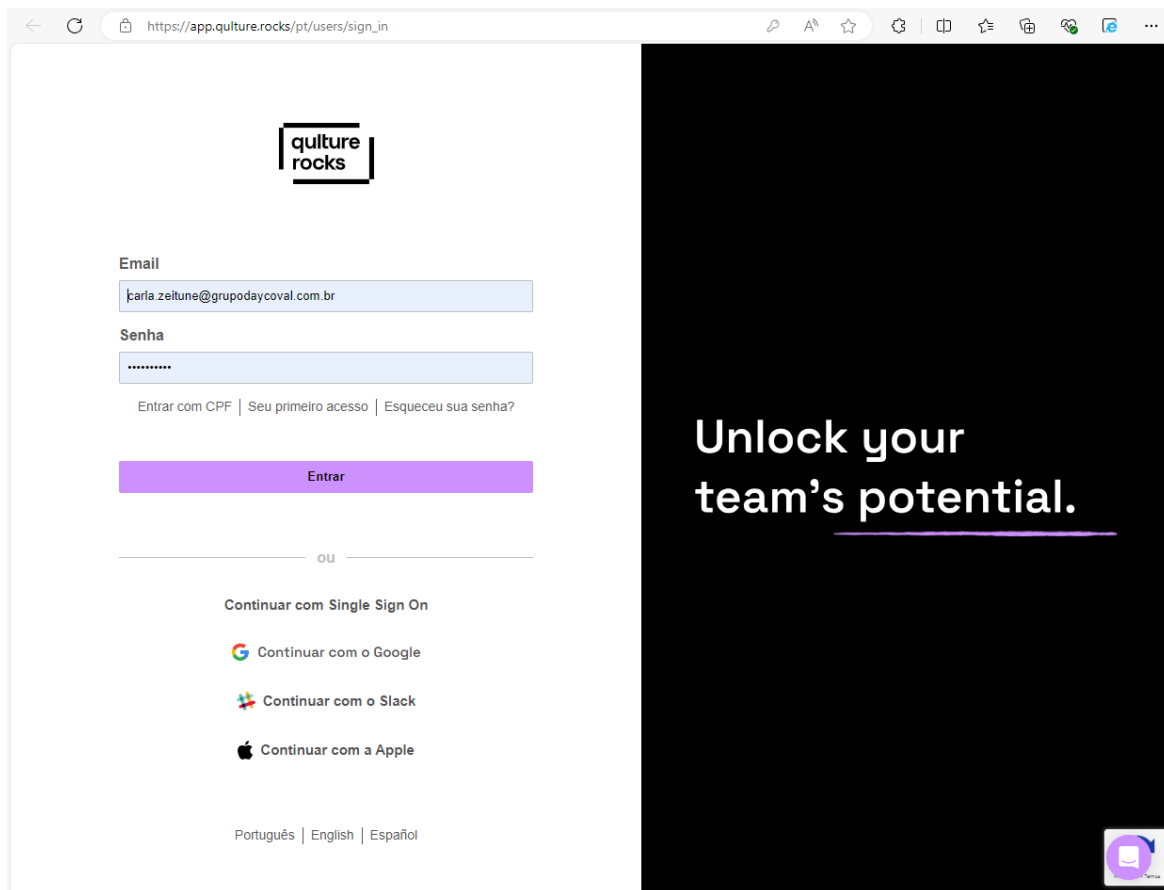 https://app.qulture.rocks/pt/users/sign_in
qulture
rocks
Email
carla.zeitune@grupodaycoval.com.br
Senha
••••••••••
Entrar com CPF | Seu primeiro acesso | Esqueceu sua senha?
Entrar
ou
Continuar com Single Sign On
Continuar com o Google
Continuar com o Slack
Continuar com a Apple
Português | English | Español
Unlock your
team's potential.